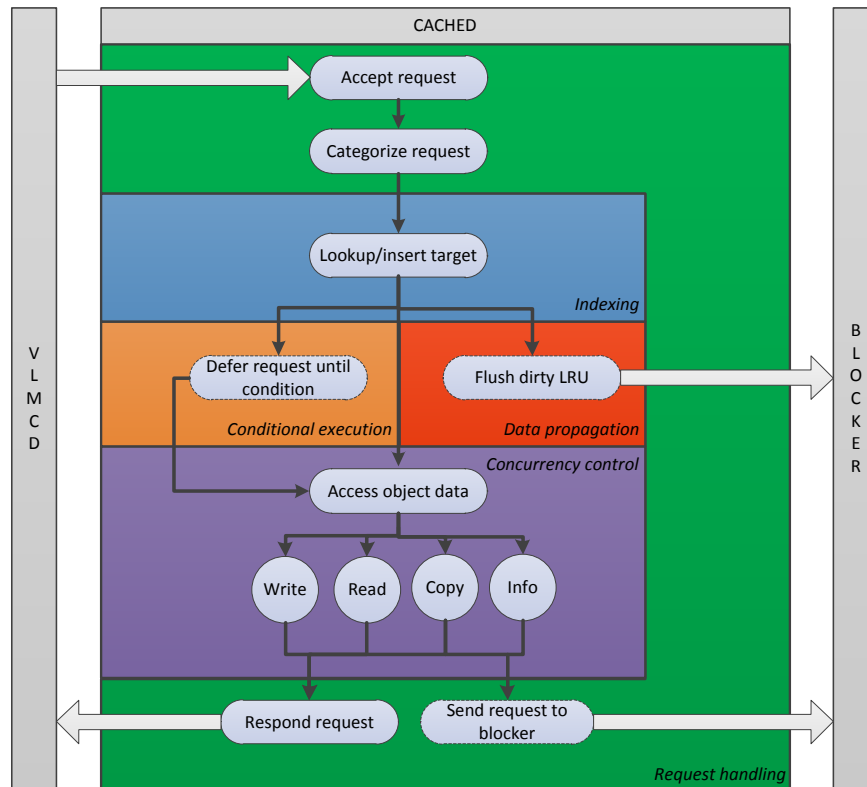 CACHED
Accept request
Categorize request
Lookup/insert target
Indexing
V
L
M
C
D
Defer request until
condition
Conditional execution
Flush dirty LRU
Data propagation
B
L
O
C
K
E
R
Concurrency control
Access object data
Write
Read
Copy
Info
Respond request
Send request to
blocker
Request handling